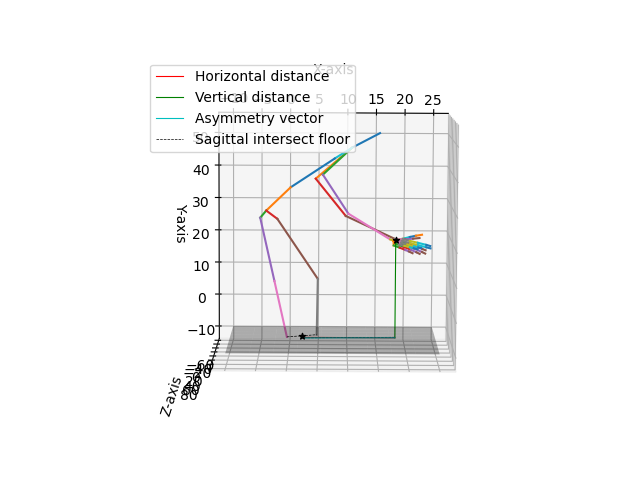 X-axis
Horizontal distance
Vertical distance
Asymmetry vector
Sagittal intersect floor
5 10 15 20 25
40
30
20
10
0
−10
Y-axis
Z-axis
80